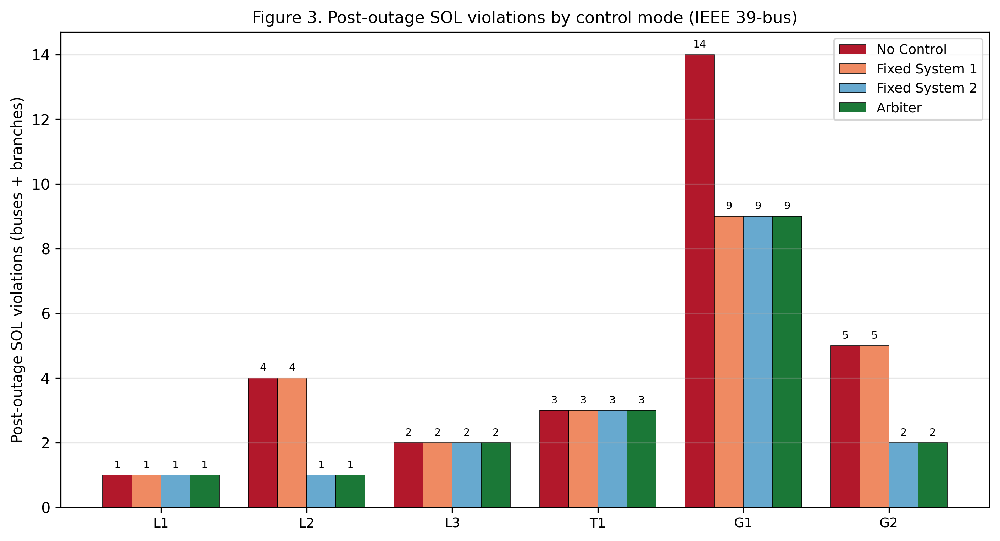 Figure 3. Post-outage SOL violations by control mode (IEEE 39-bus)
Post-outage SOL violations (buses + branches)
14
12
10
8
6
4
2
0
No Control
Fixed System 1
Fixed System 2
Arbiter
1 1 1 1
4 4 1 1
2 2 2 2
3 3 3 3
14 9 9 9
5 5 2 2
L1 L2 L3 T1 G1 G2